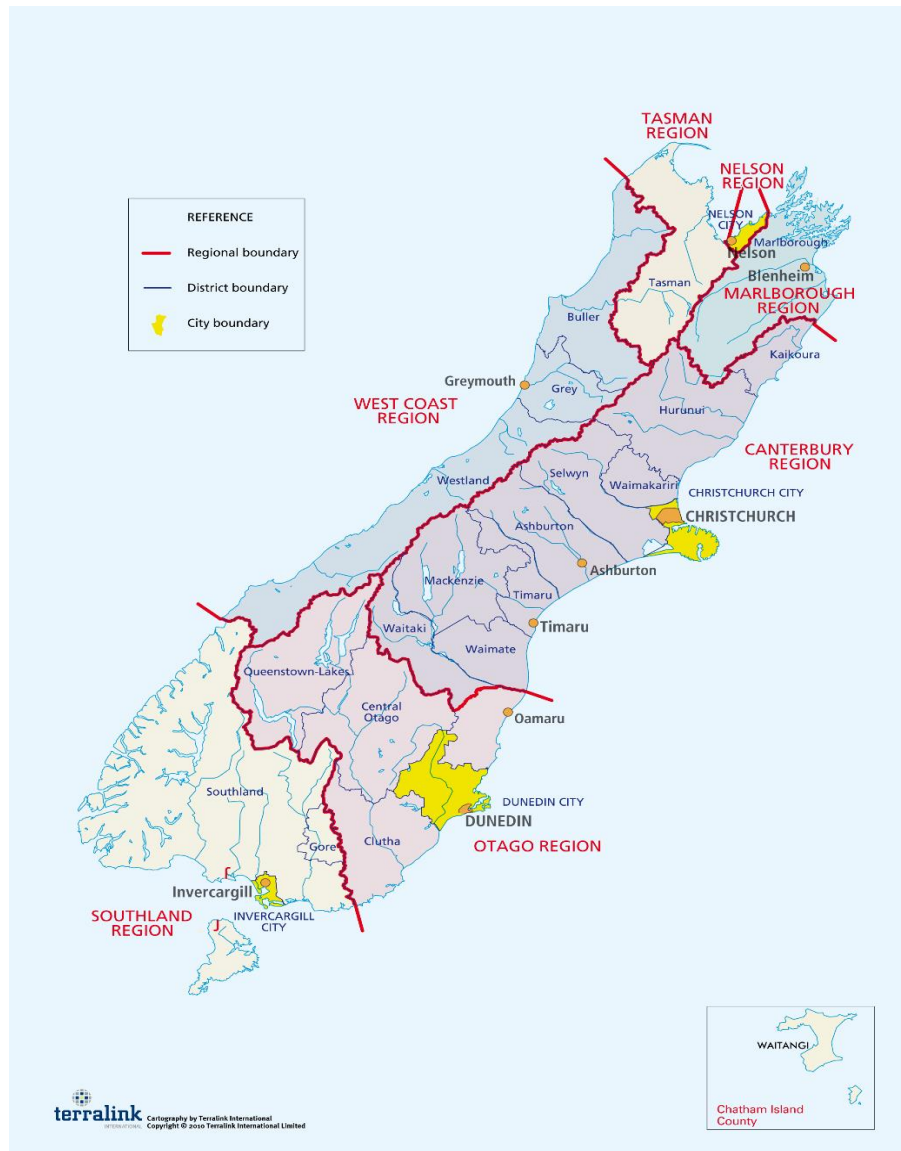 TASMAN
REGION
NELSON
REGION
REFERENCE
Regional boundary
District boundary
City boundary
NELSON
CITY
Nelson
Marlborough
Blenheim
MARLBOROUGH
REGION
Tasman
Buller
Kaikoura
Greymouth
Grey
WEST COAST
REGION
Hurunui
CANTERBURY
REGION
Selwyn
Westland
Waimakariri
CHRISTCHURCH CITY
CHRISTCHURCH
Ashburton
Ashburton
Mackenzie
Timaru
Timaru
Waitaki
Waimate
Queenstown-Lakes
Central
Otago
Oamaru
Southland
DUNEDIN CITY
DUNEDIN
Clutha
OTAGO REGION
Gore
Invercargill
SOUTHLAND
REGION
INVERCARGILL
CITY
WAITANGI
Chatham Island
County
terralink
INTERNATIONAL
Cartography by Terralink International
Copyright © 2010 Terralink International Limited